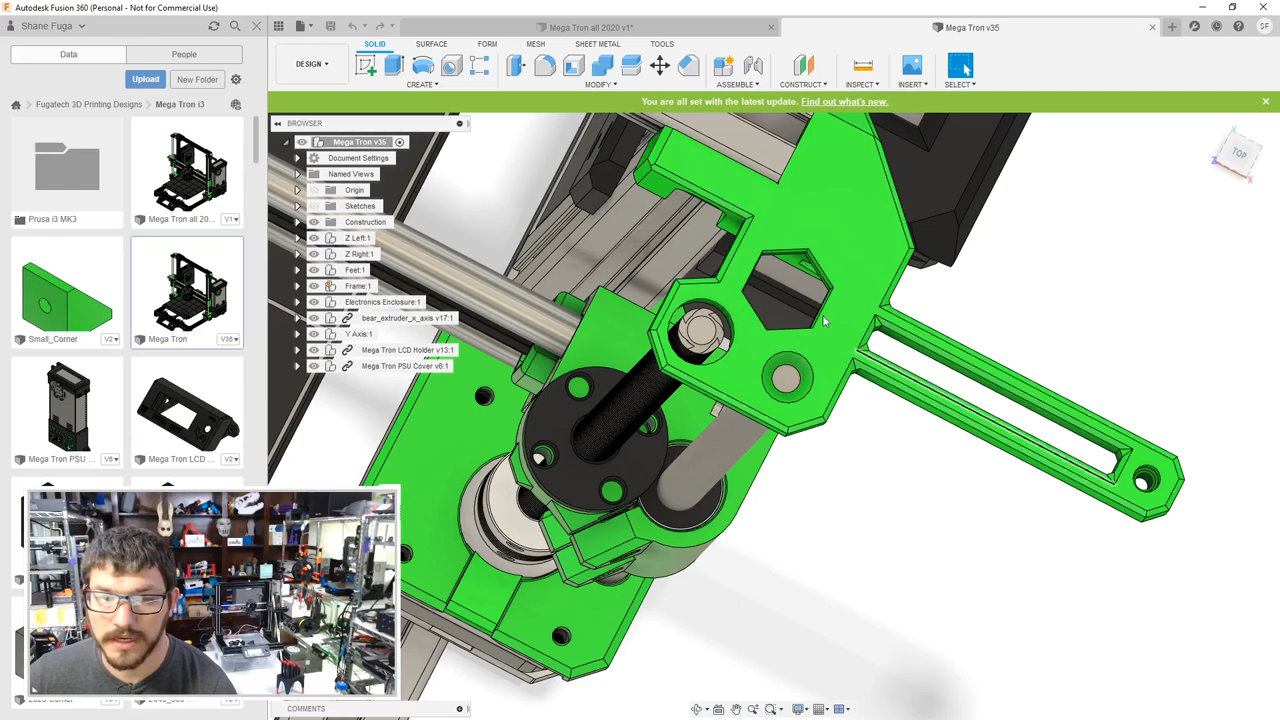 Autodesk Fusion 360 (Personal - Not for Commercial Use)
Shane Fuga
Mega Tron all 2020 v1*
Mega Tron v35
SF
Data
People
SOLID
SURFACE
FORM
MESH
SHEET METAL
TOOLS
DESIGN
Upload
New Folder
CREATE
MODIFY
ASSEMBLE
CONSTRUCT
INSPECT
INSERT
SELECT
Fugatech 3D Printing Designs
Mega Tron i3
You are all set with the latest update. Find out what's new.
BROWSER
Mega Tron v35
Document Settings
Named Views
Origin
Sketches
Construction
Z Left:1
Z Right:1
Feet:1
Frame:1
Electronics Enclosure:1
bear_extruder_x_axis v17:1
Y Axis:1
Mega Tron LCD Holder v13:1
Mega Tron PSU Cover v6:1
Prusa i3 MK3
Mega Tron all 20...
V1
Small_Corner
V2
Mega Tron
V35
Mega Tron PSU ...
V6
Mega Tron LCD ...
V2
TOP
COMMENTS